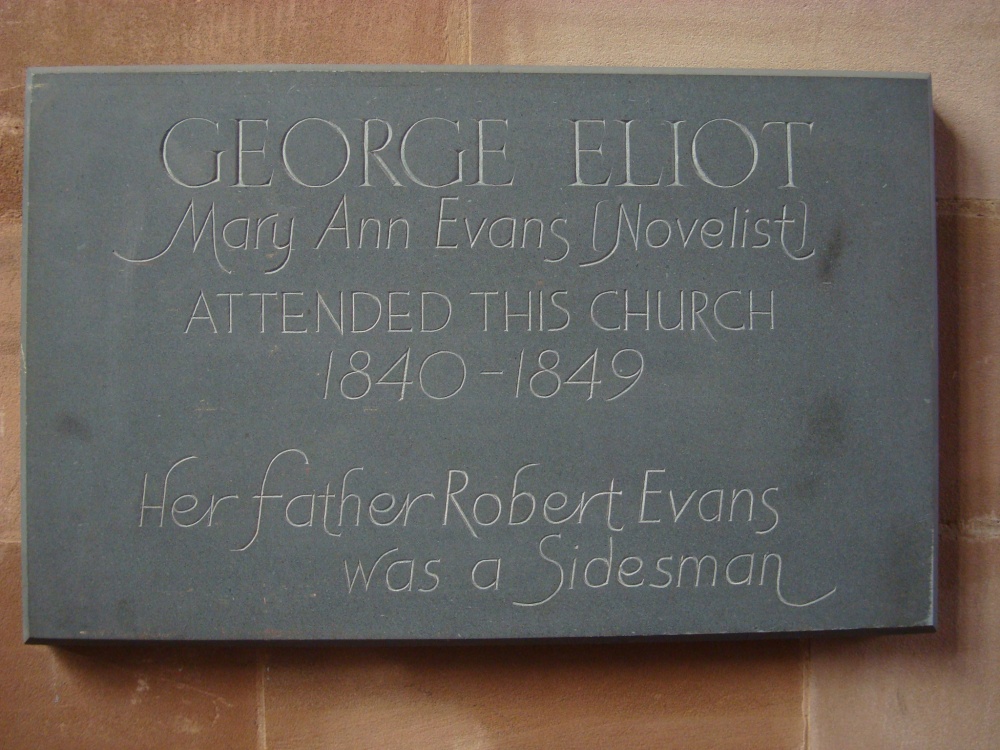 GEORGE ELIOT
Mary Ann Evans (Novelist)
ATTENDED THIS CHURCH
1840-1849
Her father Robert Evans
was a Sidesman